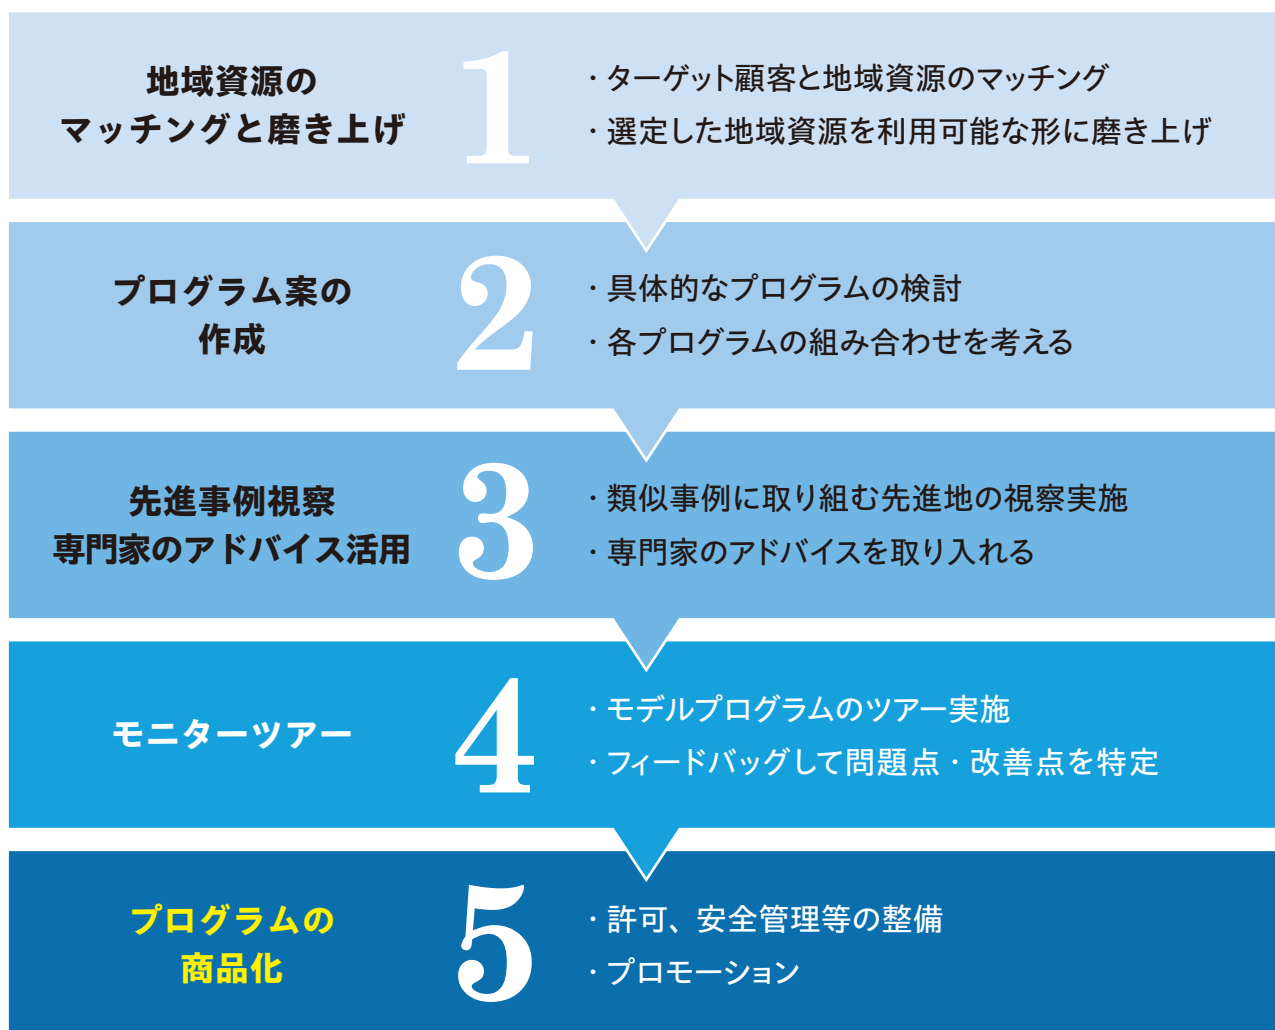 地域資源の
マッチングと磨き上げ
1
・ターゲット顧客と地域資源のマッチング
・選定した地域資源を利用可能な形に磨き上げ
プログラム案の
作成
2
・具体的なプログラムの検討
・各プログラムの組み合わせを考える
先進事例視察
専門家のアドバイス活用
3
・類似事例に取り組む先進地の視察実施
・専門家のアドバイスを取り入れる
モニターツアー
4
・モデルプログラムのツアー実施
・フィードバッグして問題点・改善点を特定
プログラムの
商品化
5
・許可、安全管理等の整備
・プロモーション